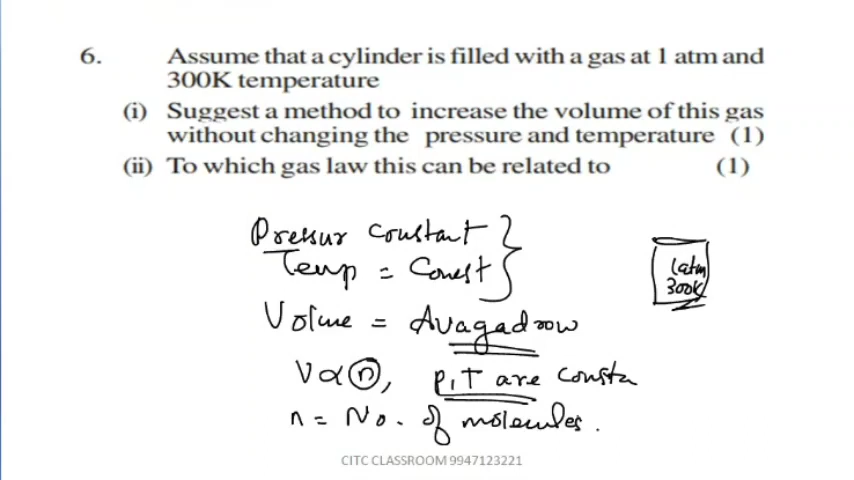 6. Assume that a cylinder is filled with a gas at 1 atm and
300K temperature
(i) Suggest a method to increase the volume of this gas
without changing the pressure and temperature (1)
(ii) To which gas law this can be related to (1)
Pressur constant }
Temp = Const
1atm
300K
Volume = Avagadrow
V∝n, P,T are consta
n = No. of molecules.
CITC CLASSROOM 9947123221